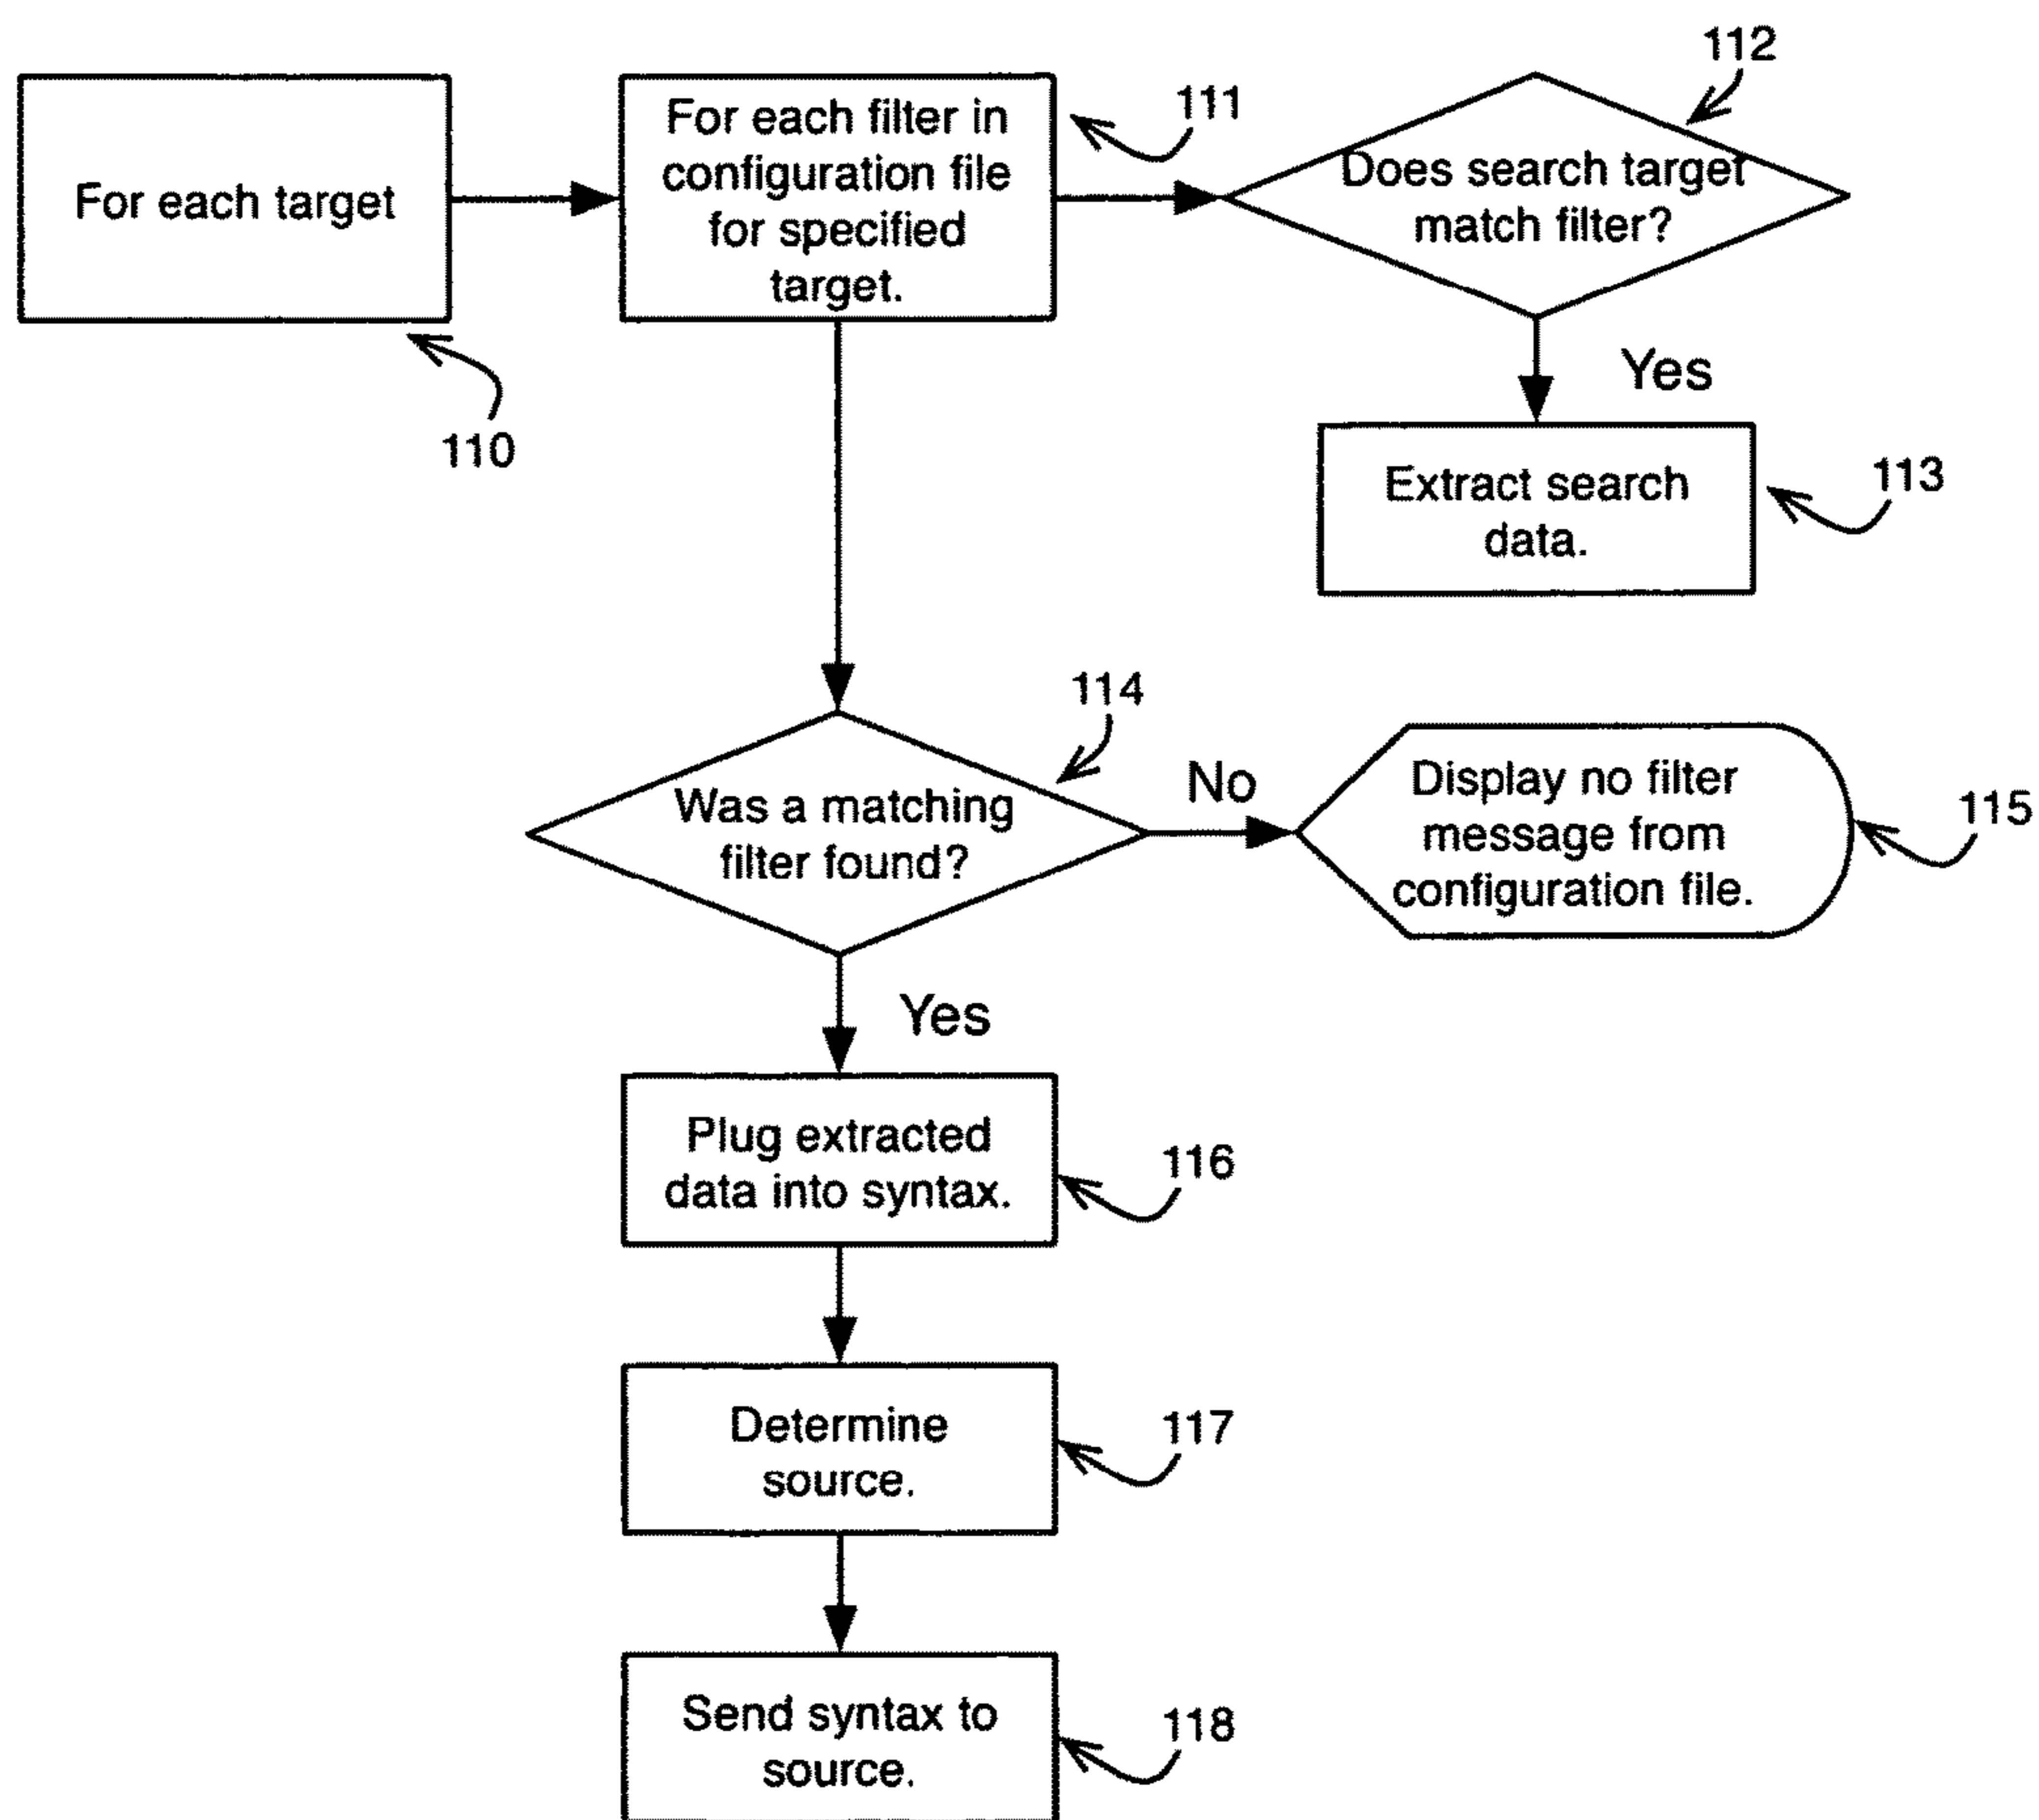 112
For each target
For each filter in
configuration file
for specified
target.
111
Does search target
match filter?
110
Yes
Extract search
data.
113
114
Was a matching
filter found?
No
Display no filter
message from
configuration file.
115
Yes
Plug extracted
data into syntax.
116
Determine
source.
117
Send syntax to
source.
118